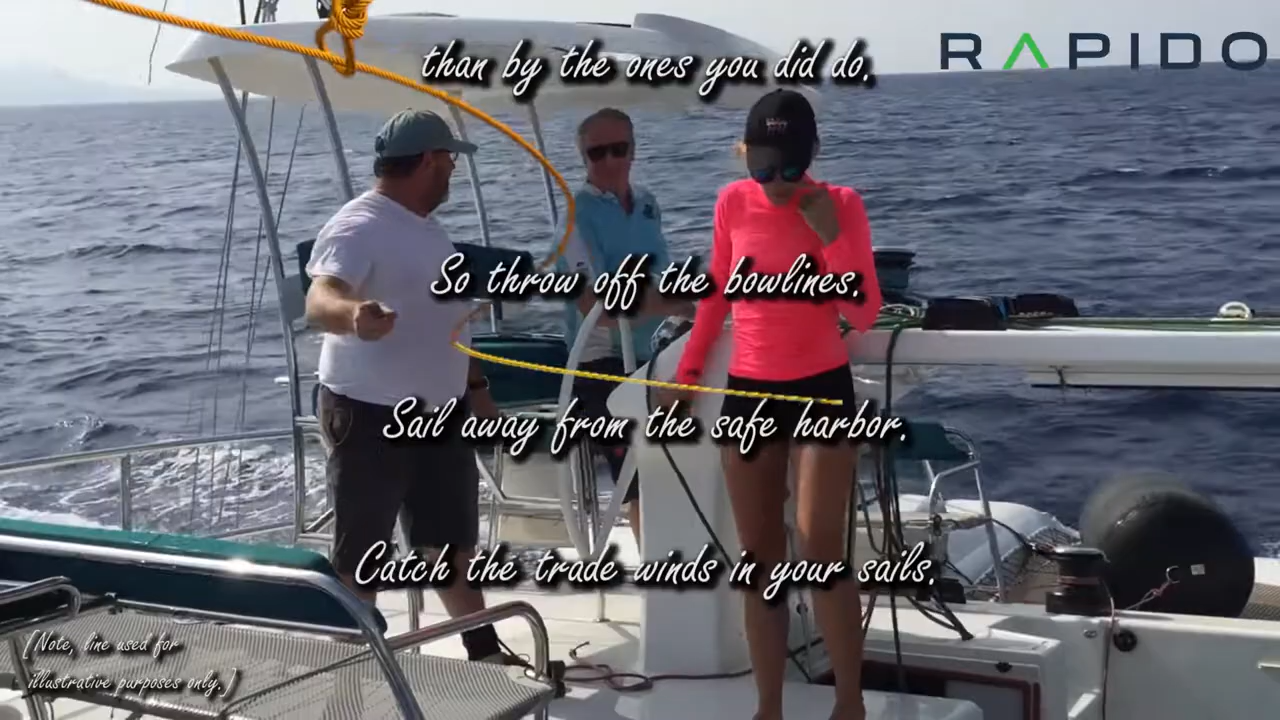 RAPIDO
than by the ones you did do.
So throw off the bowlines.
Sail away from the safe harbor.
Catch the trade winds in your sails.
[Note, line used for
illustrative purposes only.]